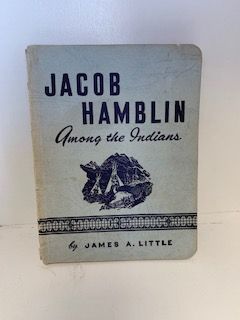 JACOB
HAMBLIN
Among the Indians
by JAMES A. LITTLE